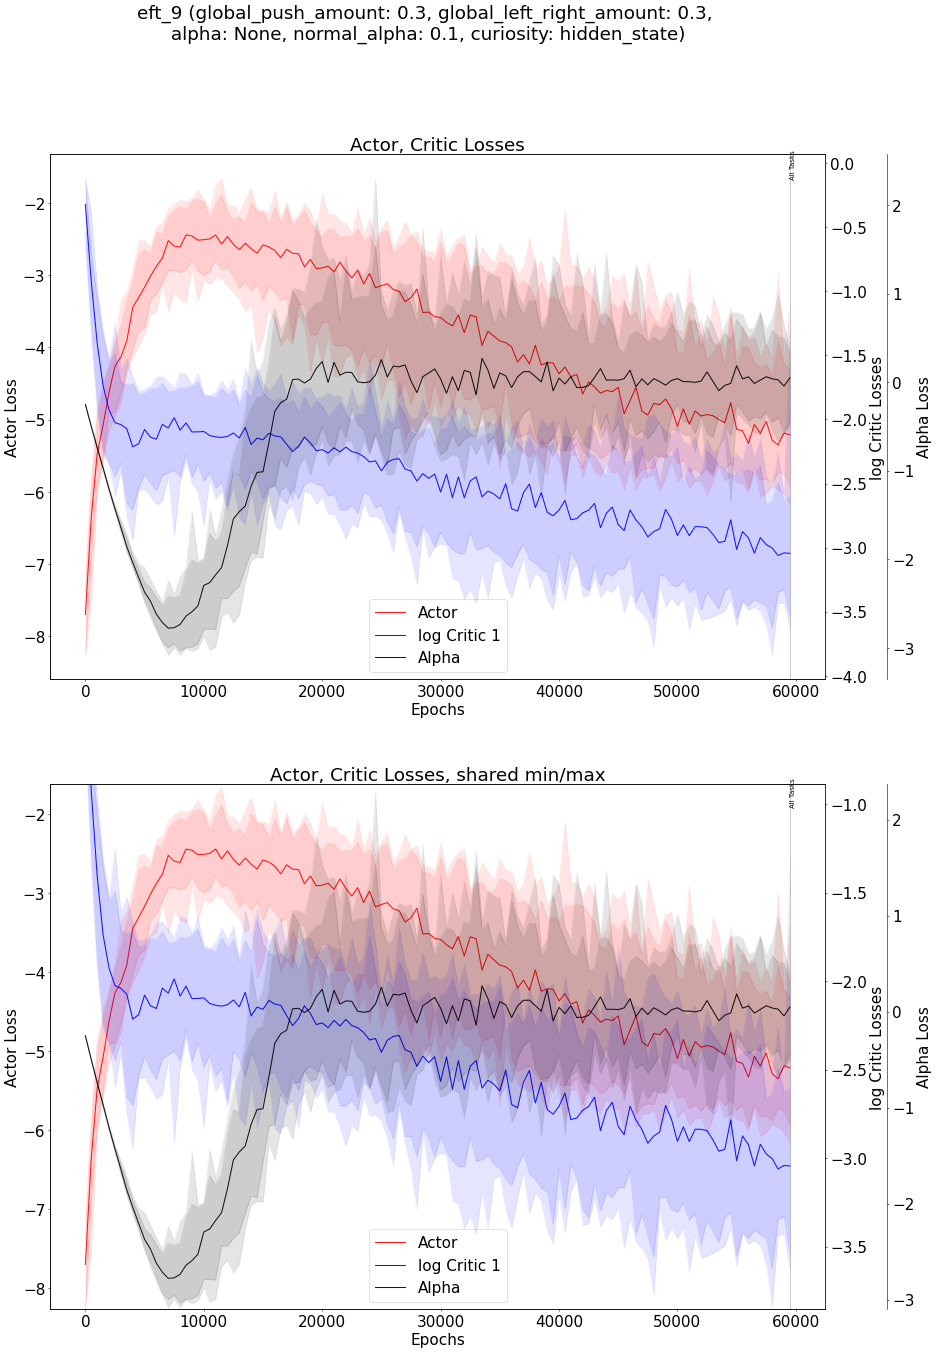 eft_9 (global_push_amount: 0.3, global_left_right_amount: 0.3,
alpha: None, normal_alpha: 0.1, curiosity: hidden_state)
Actor, Critic Losses
All Tasks
Actor Loss
−2
−3
−4
−5
−6
−7
−8
0.0
−0.5
−1.0
−1.5
−2.0
−2.5
−3.0
−3.5
−4.0
log Critic Losses
2
1
0
−1
−2
−3
Alpha Loss
Actor
log Critic 1
Alpha
0 10000 20000 30000 40000 50000 60000
Epochs
Actor, Critic Losses, shared min/max
All Tasks
Actor Loss
−2
−3
−4
−5
−6
−7
−8
−1.0
−1.5
−2.0
−2.5
−3.0
−3.5
log Critic Losses
2
1
0
−1
−2
−3
Alpha Loss
Actor
log Critic 1
Alpha
0 10000 20000 30000 40000 50000 60000
Epochs